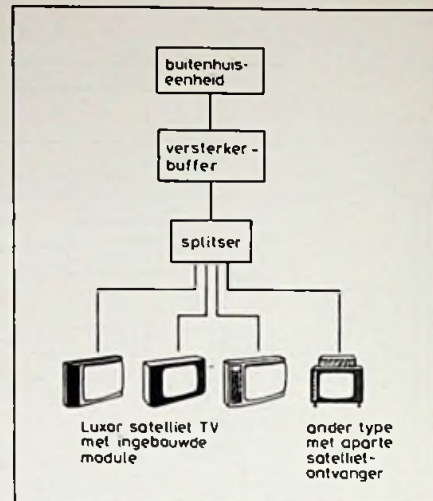 buitenhuis-
eenheid
versterker-
buffer
splitser
Luxor satelliet TV
met ingebouwde
module
ander type
met aparte
satelliet-
ontvanger